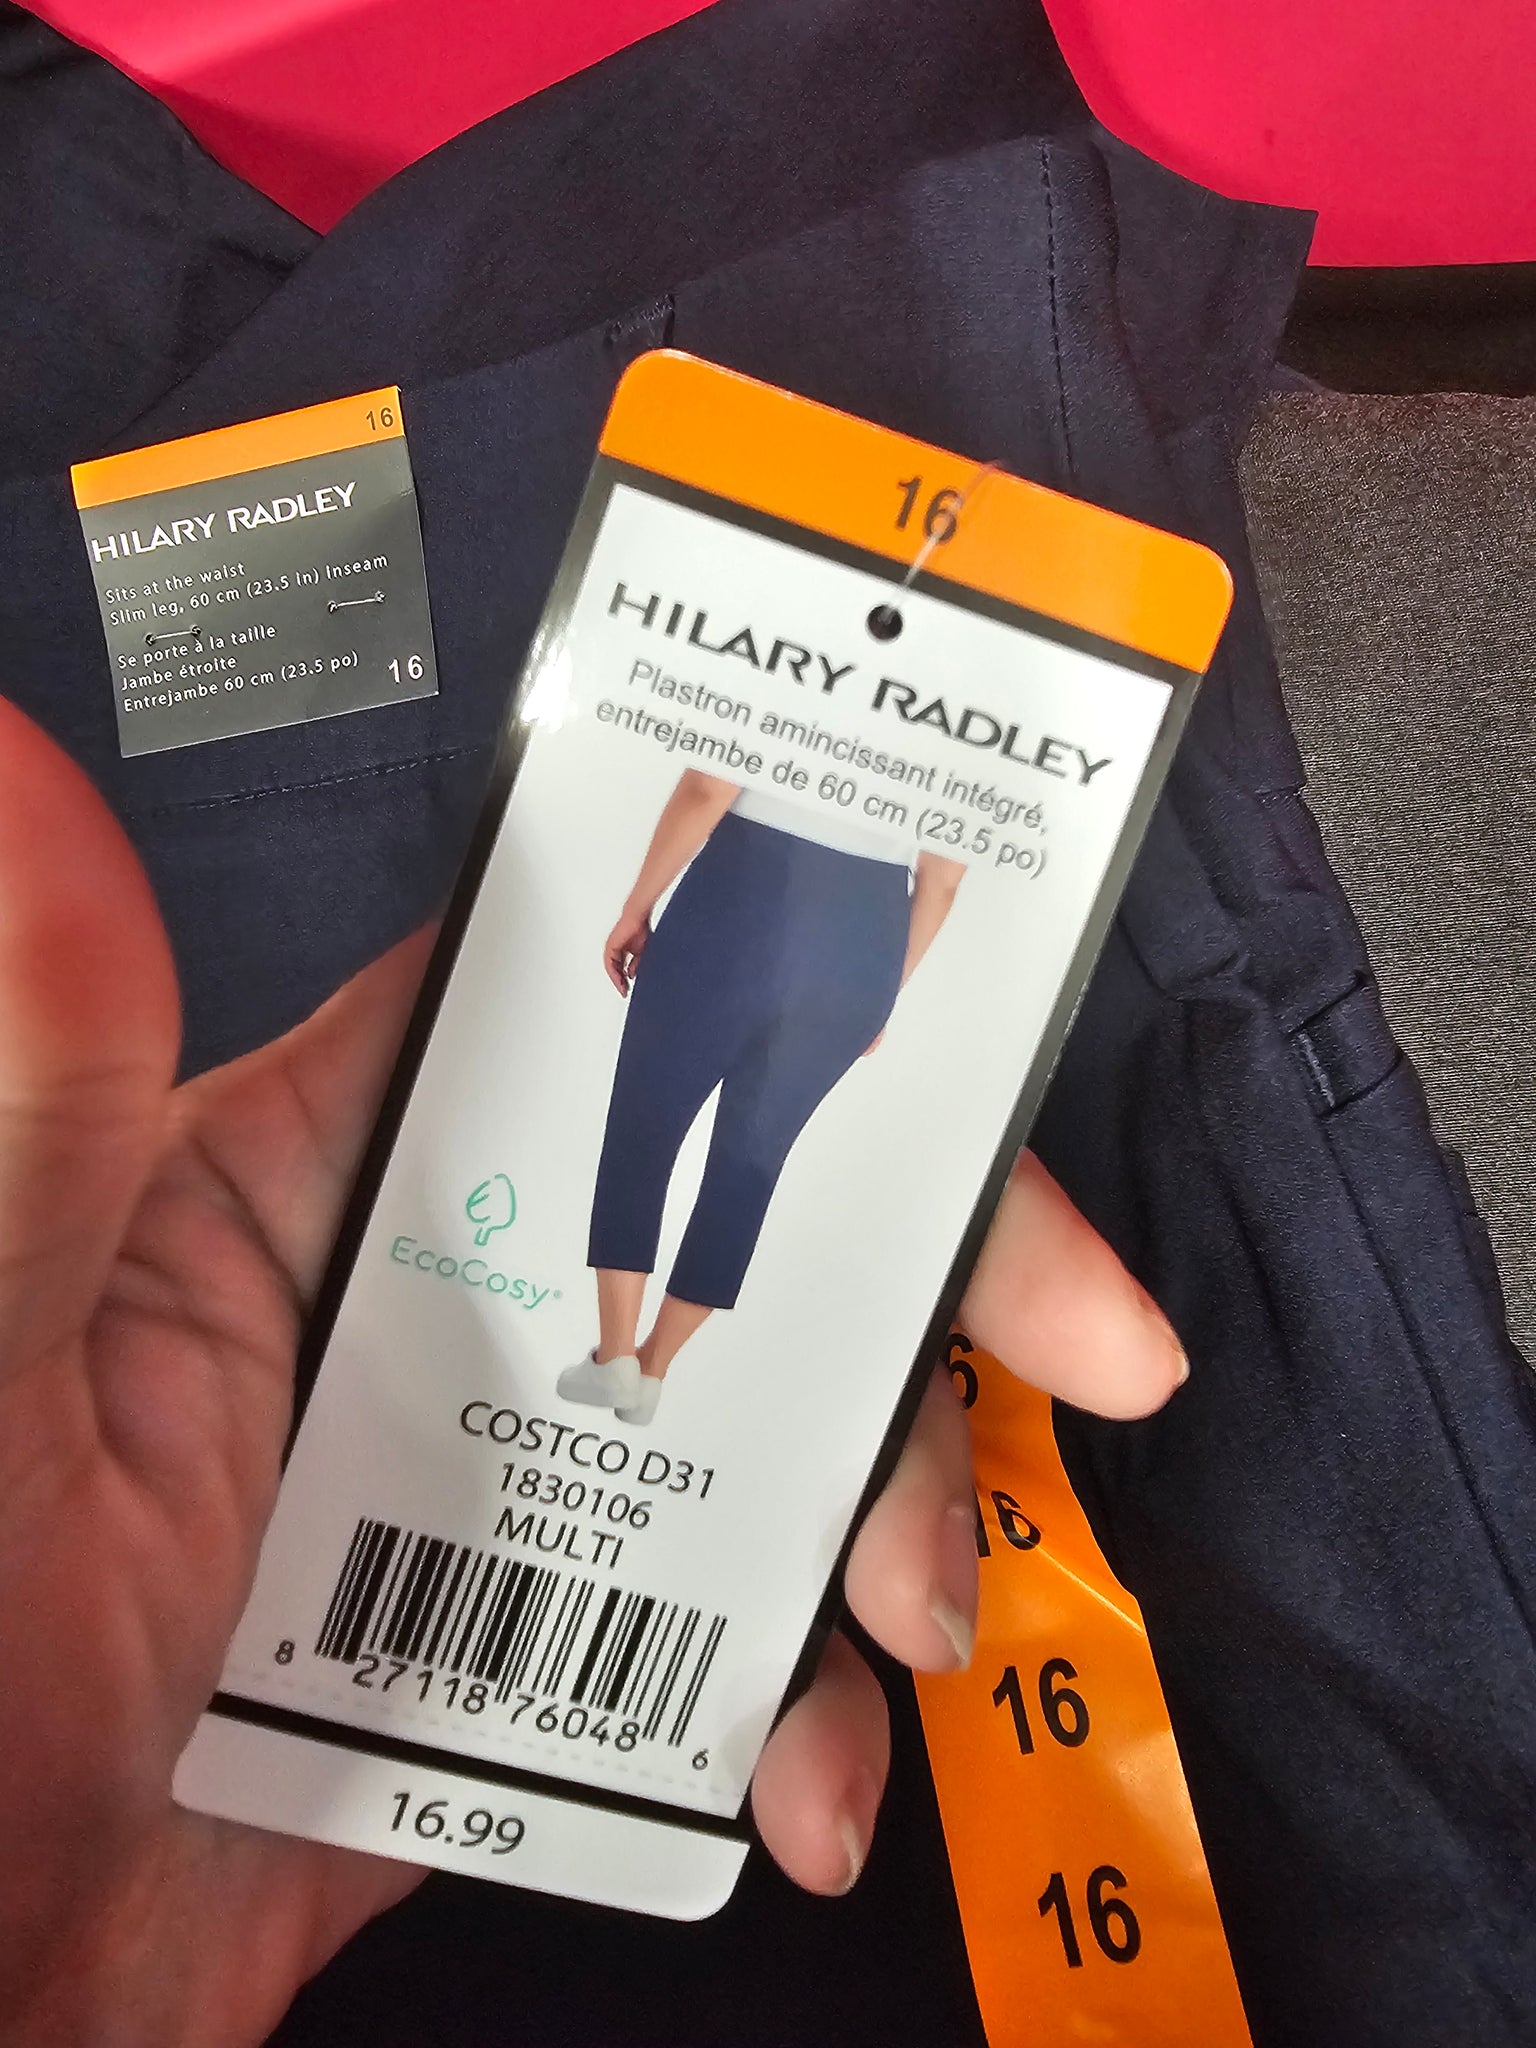 16
HILARY RADLEY
Sits at the waist
Slim leg, 60 cm (23.5 in) Inseam
Se porte à la taille
Jambe étroite
Entrejambe 60 cm (23.5 po)
16
16
HILARY RADLEY
Plastron amincissant intégré,
entrejambe de 60 cm (23.5 po)
EcoCosy®
COSTCO D31
1830106
MULTI
8 27118 76048 6
16.99
6
16
16
16